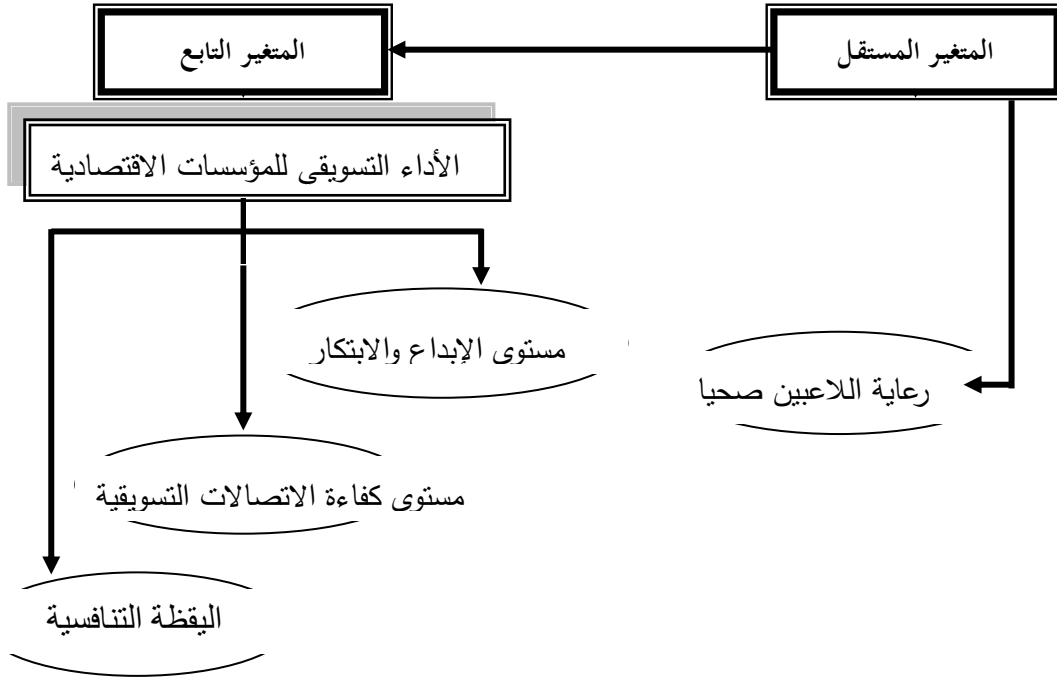 المتغير المستقل
المتغير التابع
الأداء التسويقي للمؤسسات الاقتصادية
مستوى الإبداع والابتكار
رعاية اللاعبين صحيا
مستوى كفاءة الاتصالات التسويقية
اليقظة التنافسية